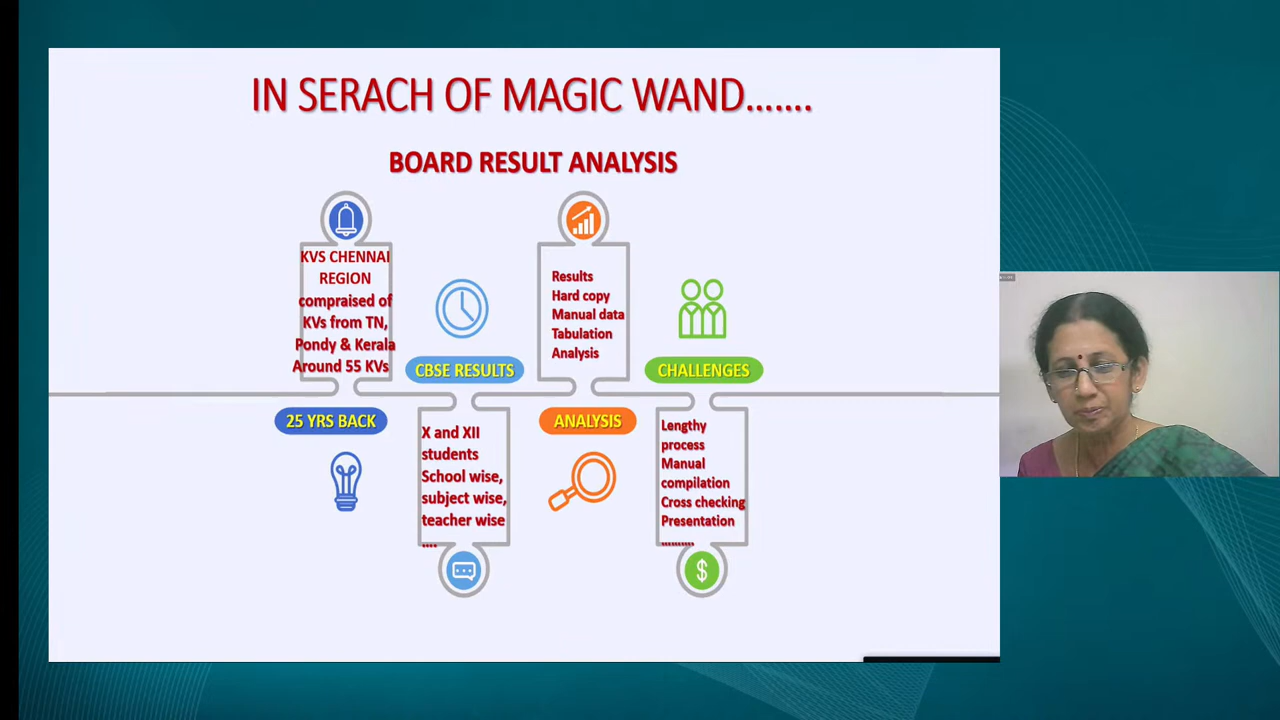 IN SERACH OF MAGIC WAND.......
BOARD RESULT ANALYSIS
KVS CHENNAI
REGION
compraised of
KVs from TN,
Pondy & Kerala
Around 55 KVs
25 YRS BACK
CBSE RESULTS
X and XII
students
School wise,
subject wise,
teacher wise
....
Results
Hard copy
Manual data
Tabulation
Analysis
ANALYSIS
CHALLENGES
Lengthy
process
Manual
compilation
Cross checking
Presentation
..........
$